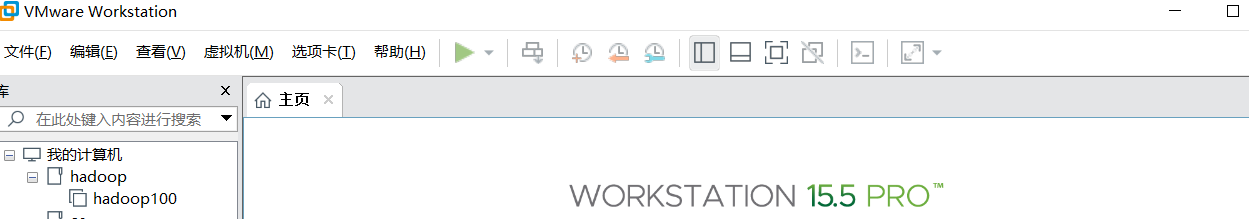 VMware Workstation
文件(F) 编辑(E) 查看(V) 虚拟机(M) 选项卡(T) 帮助(H)
库
主页
在此处键入内容进行搜索
我的计算机
hadoop
hadoop100
WORKSTATION 15.5 PRO™